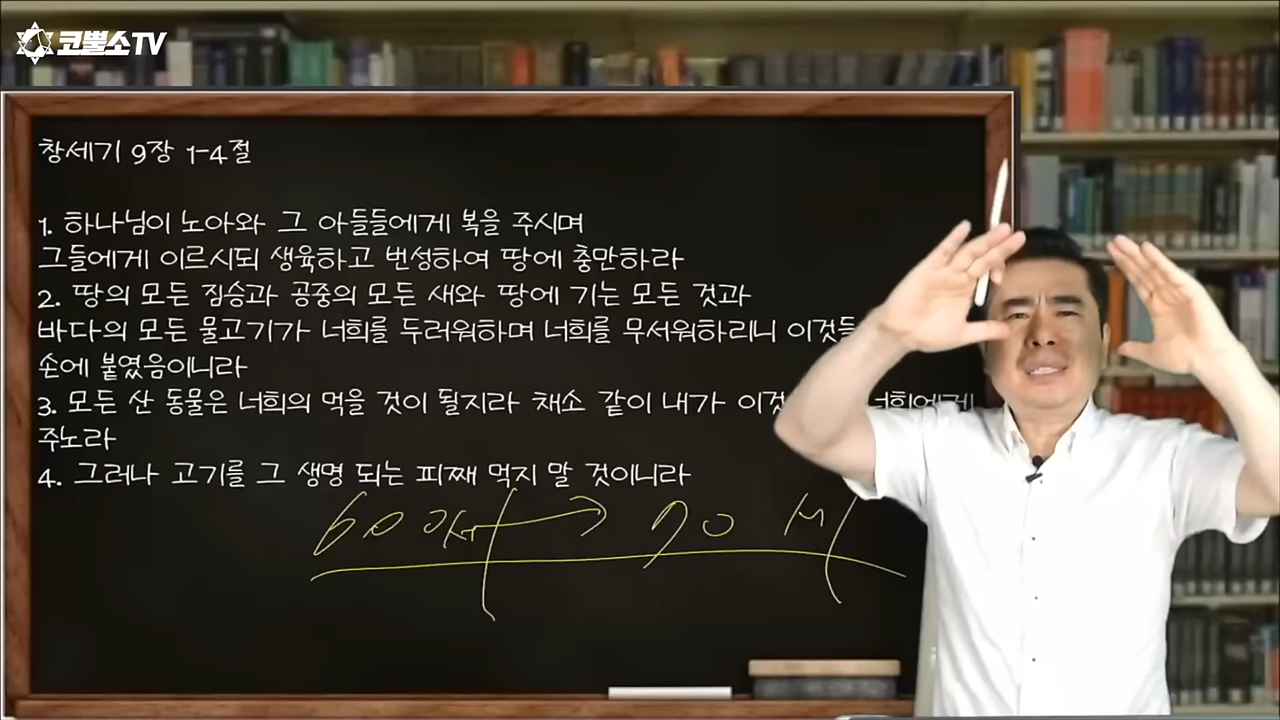 코뿔소TV
창세기 9장 1-4절
1. 하나님이 노아와 그 아들들에게 복을 주시며
그들에게 이르시되 생육하고 번성하여 땅에 충만하라
2. 땅의 모든 짐승과 공중의 모든 새와 땅에 기는 모든 것과
바다의 모든 물고기가 너희를 두려워하며 너희를 무서워하리니 이것들
손에 붙였음이니라
3. 모든 산 동물은 너희의 먹을 것이 될지라 채소 같이 내가 이것 너희에게
주노라
4. 그러나 고기를 그 생명 되는 피째 먹지 말 것이니라